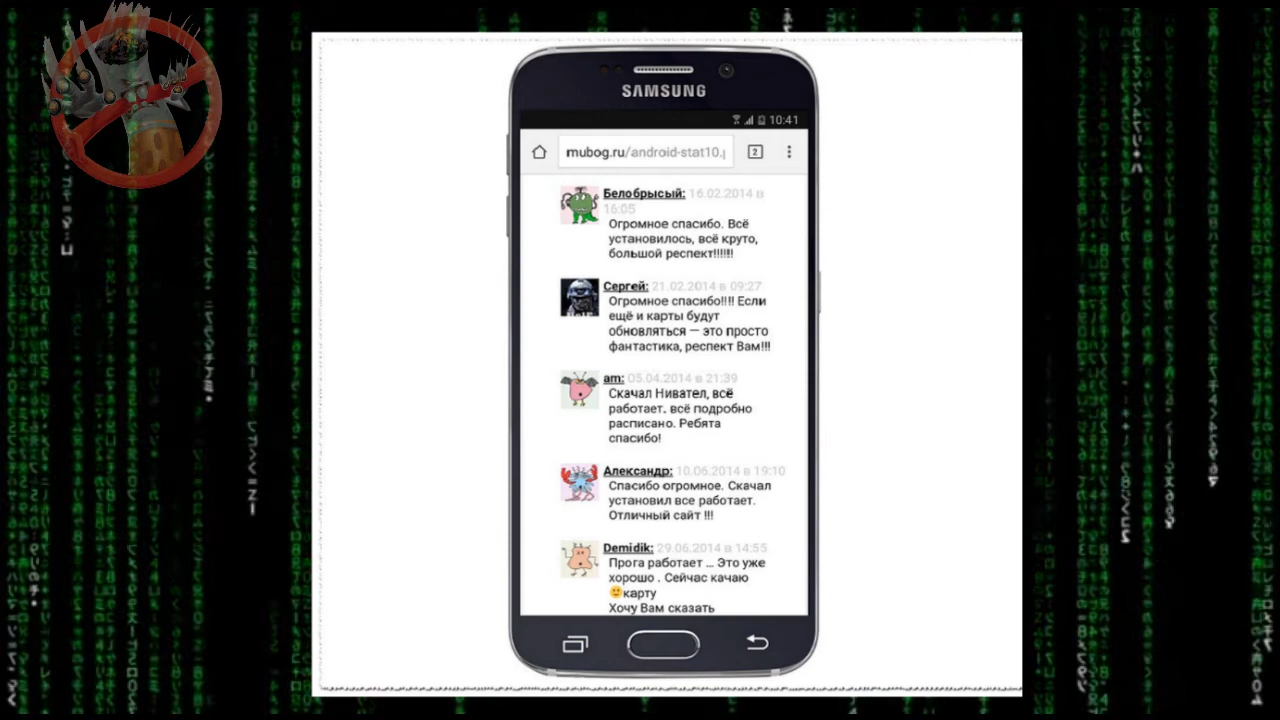 SAMSUNG
10:41
mubog.ru/android-stat10.
2
Белобрысый: 16.02.2014 в
16:05
Огромное спасибо. Всё
установилось, всё круто,
большой респект!!!!!!
Сергей: 21.02.2014 в 09:27
Огромное спасибо!!!! Если
ещё и карты будут
обновляться — это просто
фантастика, респект Вам!!!
am: 05.04.2014 в 21:39
Скачал Нивател, всё
работает. всё подробно
расписано. Ребята
спасибо!
Александр: 10.06.2014 в 19:10
Спасибо огромное. Скачал
установил все работает.
Отличный сайт !!!
Demidik: 29.06.2014 в 14:55
Прога работает ... Это уже
хорошо . Сейчас качаю
🙂карту
Хочу Вам сказать